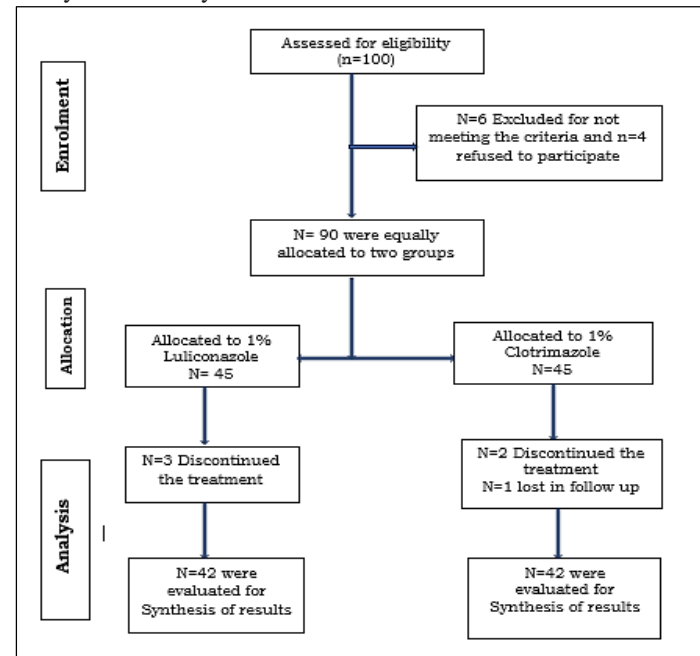 Assessed for eligibility
(n=100)
Enrolment
N=6 Excluded for not
meeting the criteria and n=4
refused to participate
N= 90 were equally
allocated to two groups
Allocation
Allocated to 1%
Luliconazole
N= 45
Allocated to 1%
Clotrimazole
N=45
N=3 Discontinued
the treatment
N=2 Discontinued the
treatment
N=1 lost in follow up
Analysis
N=42 were
evaluated for
Synthesis of results
N=42 were
evaluated for
Synthesis of results